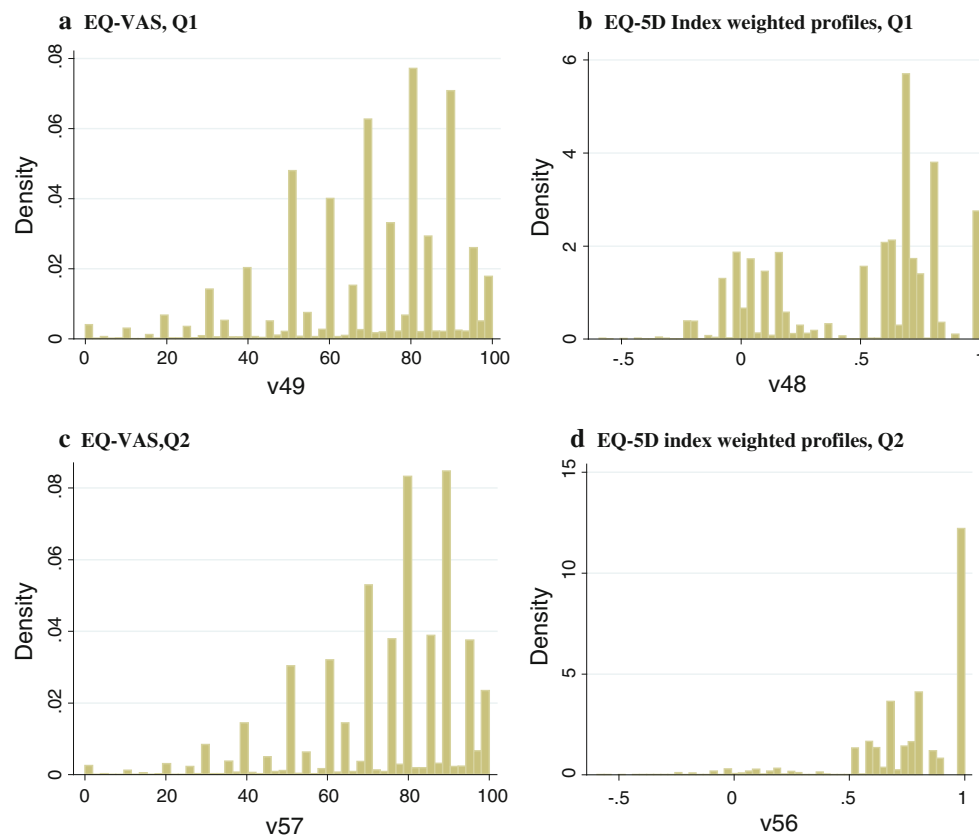 a EQ-VAS, Q1
.08
.06
.04
.02
0
Density
0 20 40 60 80 100
v49
b EQ-5D Index weighted profiles, Q1
6
4
2
0
Density
-.5 0 .5 1
v48
c EQ-VAS,Q2
.08
.06
.04
.02
0
Density
0 20 40 60 80 100
v57
d EQ-5D index weighted profiles, Q2
15
10
5
0
Density
-.5 0 .5 1
v56